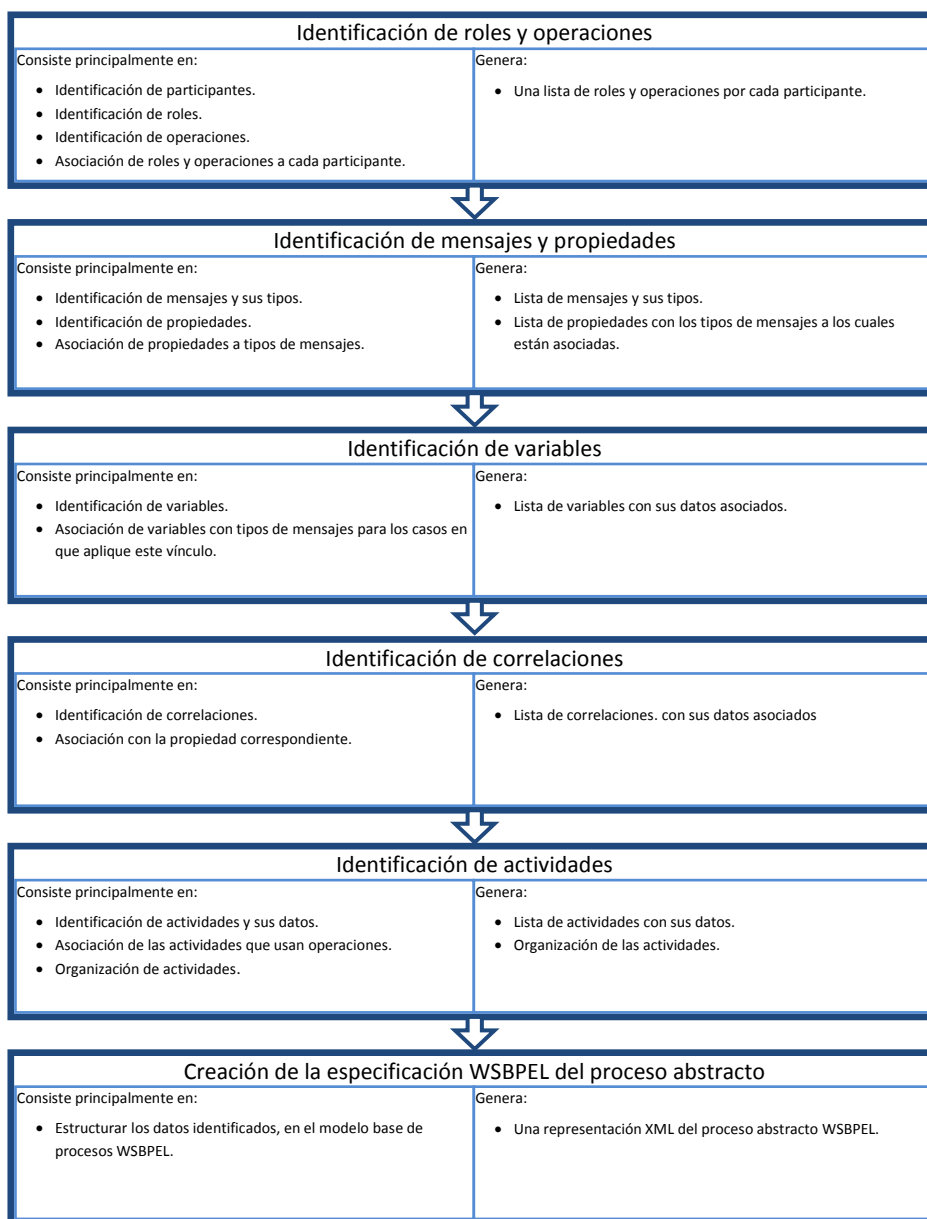 Identificación de roles y operaciones
Consiste principalmente en:
• Identificación de participantes.
• Identificación de roles.
• Identificación de operaciones.
• Asociación de roles y operaciones a cada participante.
Genera:
• Una lista de roles y operaciones por cada participante.
Identificación de mensajes y propiedades
Consiste principalmente en:
• Identificación de mensajes y sus tipos.
• Identificación de propiedades.
• Asociación de propiedades a tipos de mensajes.
Genera:
• Lista de mensajes y sus tipos.
• Lista de propiedades con los tipos de mensajes a los cuales
están asociadas.
Identificación de variables
Consiste principalmente en:
• Identificación de variables.
• Asociación de variables con tipos de mensajes para los casos en
que aplique este vínculo.
Genera:
• Lista de variables con sus datos asociados.
Identificación de correlaciones
Consiste principalmente en:
• Identificación de correlaciones.
• Asociación con la propiedad correspondiente.
Genera:
• Lista de correlaciones. con sus datos asociados
Identificación de actividades
Consiste principalmente en:
• Identificación de actividades y sus datos.
• Asociación de las actividades que usan operaciones.
• Organización de actividades.
Genera:
• Lista de actividades con sus datos.
• Organización de las actividades.
Creación de la especificación WSBPEL del proceso abstracto
Consiste principalmente en:
• Estructurar los datos identificados, en el modelo base de
procesos WSBPEL.
Genera:
• Una representación XML del proceso abstracto WSBPEL.